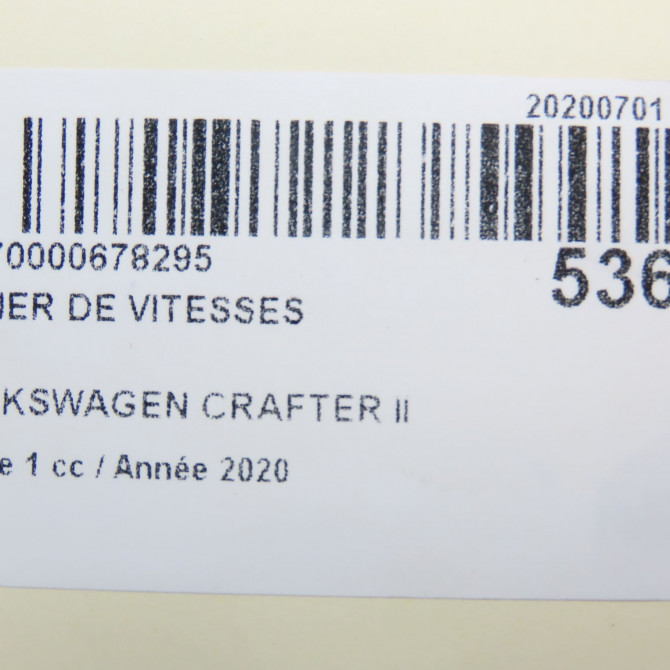 20200701
70000678295
536
IER DE VITESSES
KSWAGEN CRAFTER II
e 1 cc / Année 2020